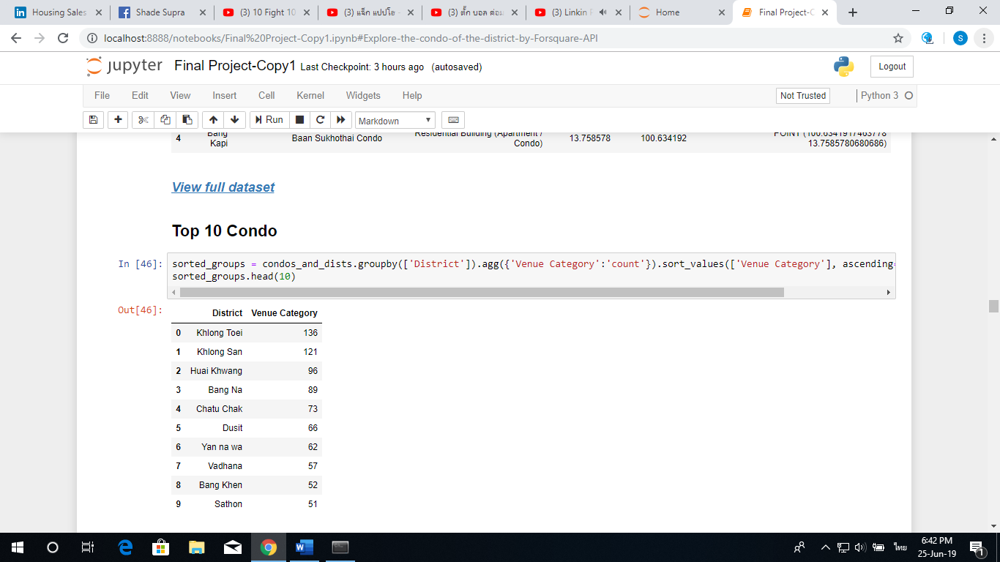 Housing Sales
Shade Supra
(3) 10 Fight 10
(3) แจ็ก แปปโฮ -
(3) ตั๊ก บอล ต่อม
(3) Linkin
Home
Final Project-C
localhost:8888/notebooks/Final%20Project-Copy1.ipynb#Explore-the-condo-of-the-district-by-Forsquare-API
S
jupyter Final Project-Copy1 Last Checkpoint: 3 hours ago (autosaved)
Logout
File Edit View Insert Cell Kernel Widgets Help
Not Trusted Python 3
Run Markdown
4 Bang Kapi Baan Sukhothai Condo Residential Building (Apartment / Condo) 13.758578 100.634192 POINT (100.6341917463778 13.7585780680686)
View full dataset
Top 10 Condo
In [46]: sorted_groups = condos_and_dists.groupby(['District']).agg({'Venue Category':'count'}).sort_values(['Venue Category'], ascending=
sorted_groups.head(10)
Out[46]:
District Venue Category
0 Khlong Toei 136
1 Khlong San 121
2 Huai Khwang 96
3 Bang Na 89
4 Chatu Chak 73
5 Dusit 66
6 Yan na wa 62
7 Vadhana 57
8 Bang Khen 52
9 Sathon 51
ไทย
6:42 PM
25-Jun-19
1